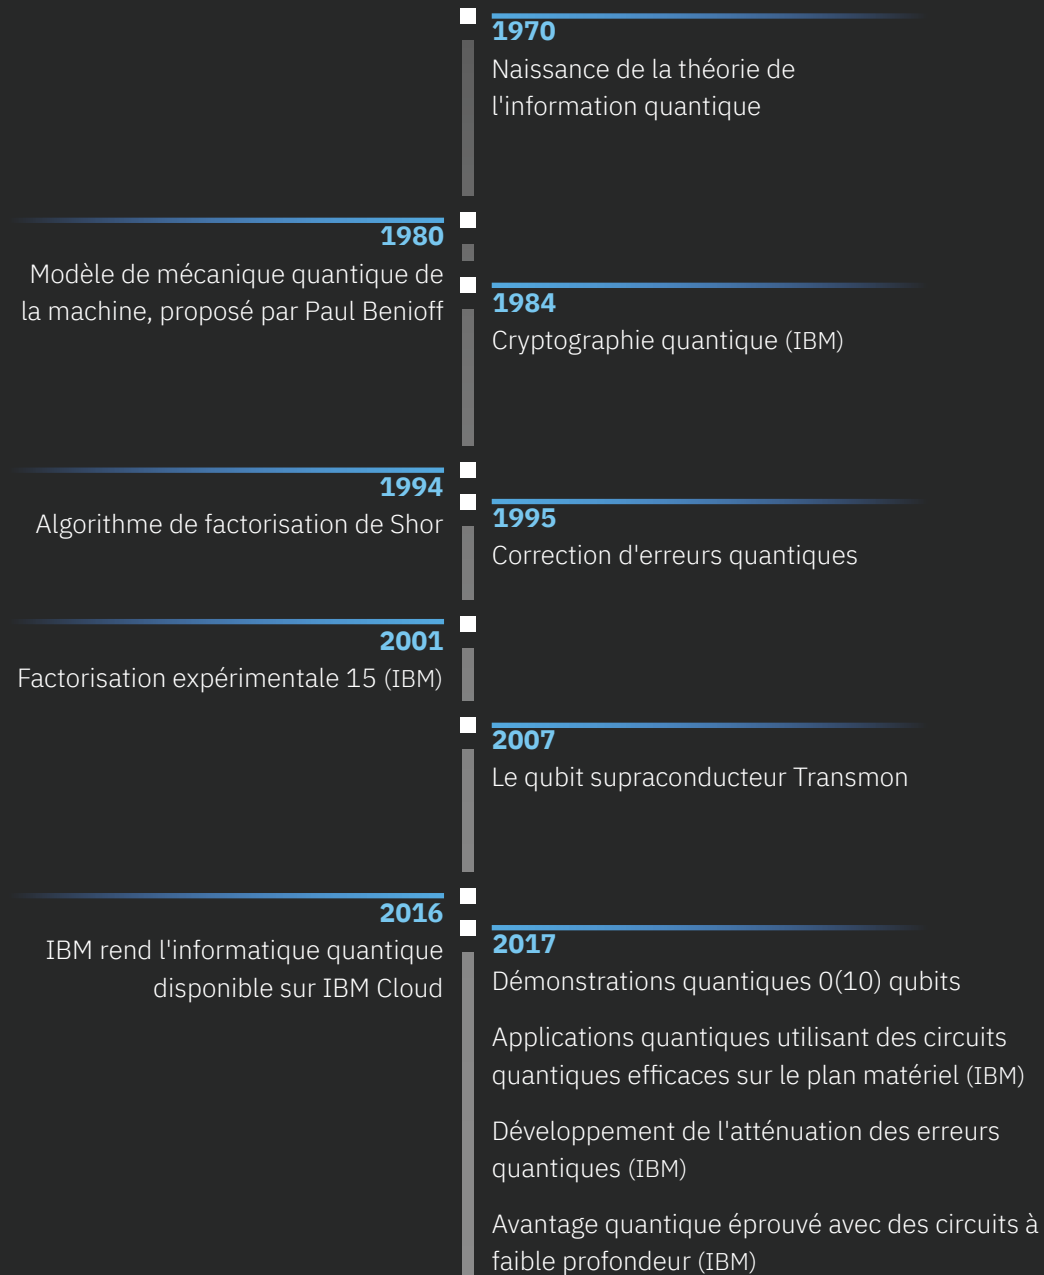 1970
Naissance de la théorie de
l'information quantique
1980
Modèle de mécanique quantique de
la machine, proposé par Paul Benioff
1984
Cryptographie quantique (IBM)
1994
Algorithme de factorisation de Shor
1995
Correction d'erreurs quantiques
2001
Factorisation expérimentale 15 (IBM)
2007
Le qubit supraconducteur Transmon
2016
IBM rend l'informatique quantique
disponible sur IBM Cloud
2017
Démonstrations quantiques 0(10) qubits
Applications quantiques utilisant des circuits
quantiques efficaces sur le plan matériel (IBM)
Développement de l'atténuation des erreurs
quantiques (IBM)
Avantage quantique éprouvé avec des circuits à
faible profondeur (IBM)